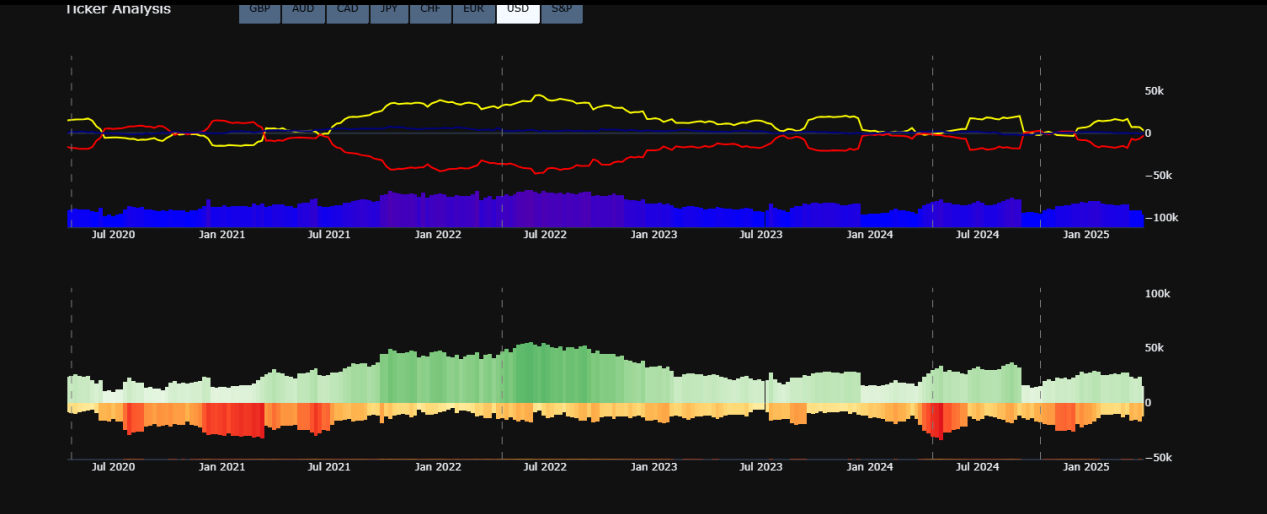 Ticker Analysis GBP AUD CAD JPY CHF EUR USD S&P
50k
0
−50k
−100k
Jul 2020 Jan 2021 Jul 2021 Jan 2022 Jul 2022 Jan 2023 Jul 2023 Jan 2024 Jul 2024 Jan 2025
100k
50k
0
−50k
Jul 2020 Jan 2021 Jul 2021 Jan 2022 Jul 2022 Jan 2023 Jul 2023 Jan 2024 Jul 2024 Jan 2025